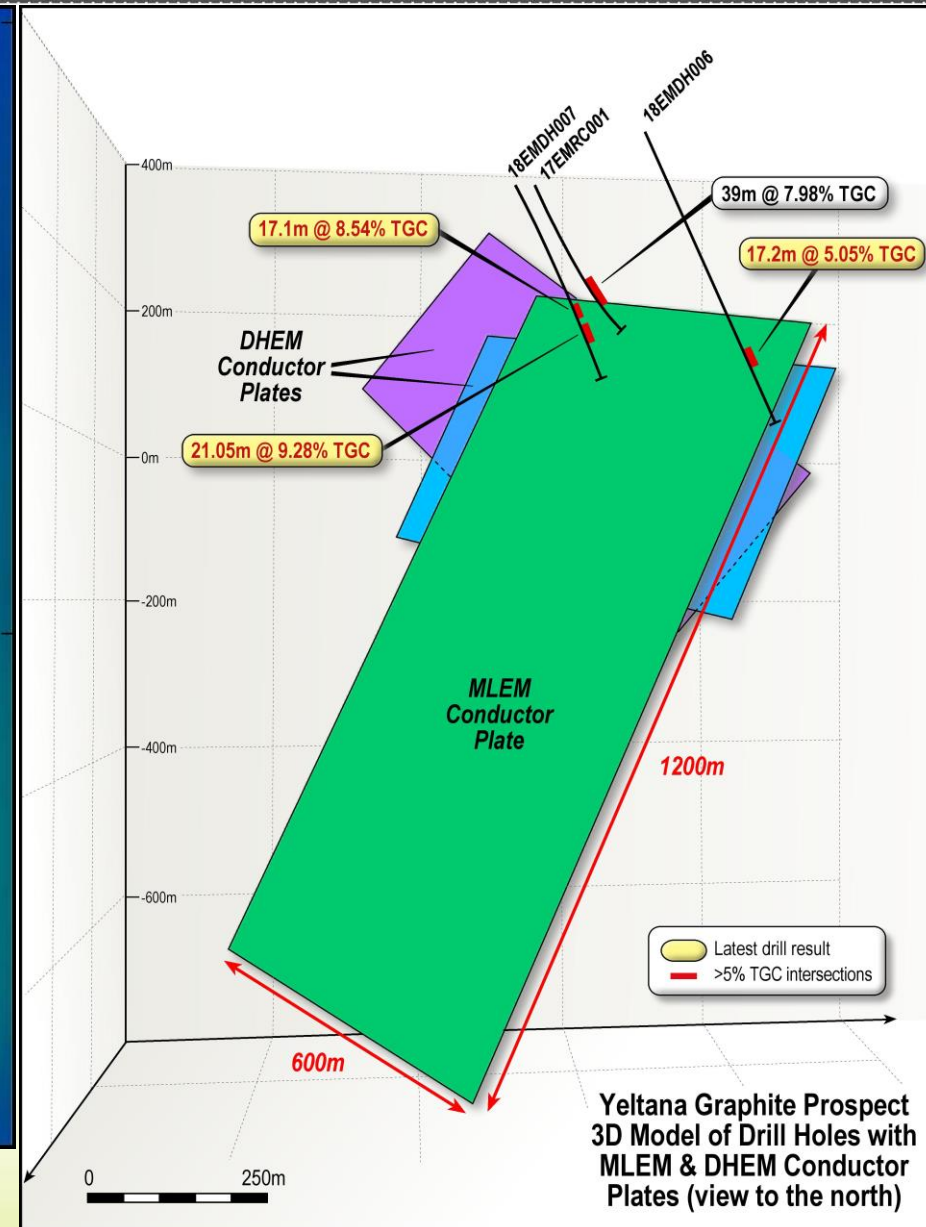 18EMDH007
17EMRC001
18EMDH006
400m
39m @ 7.98% TGC
17.1m @ 8.54% TGC
17.2m @ 5.05% TGC
200m
DHEM
Conductor
Plates
21.05m @ 9.28% TGC
0m
-200m
MLEM
Conductor
Plate
-400m
1200m
-600m
Latest drill result
>5% TGC intersections
600m
Yeltana Graphite Prospect
3D Model of Drill Holes with
MLEM & DHEM Conductor
Plates (view to the north)
0 250m